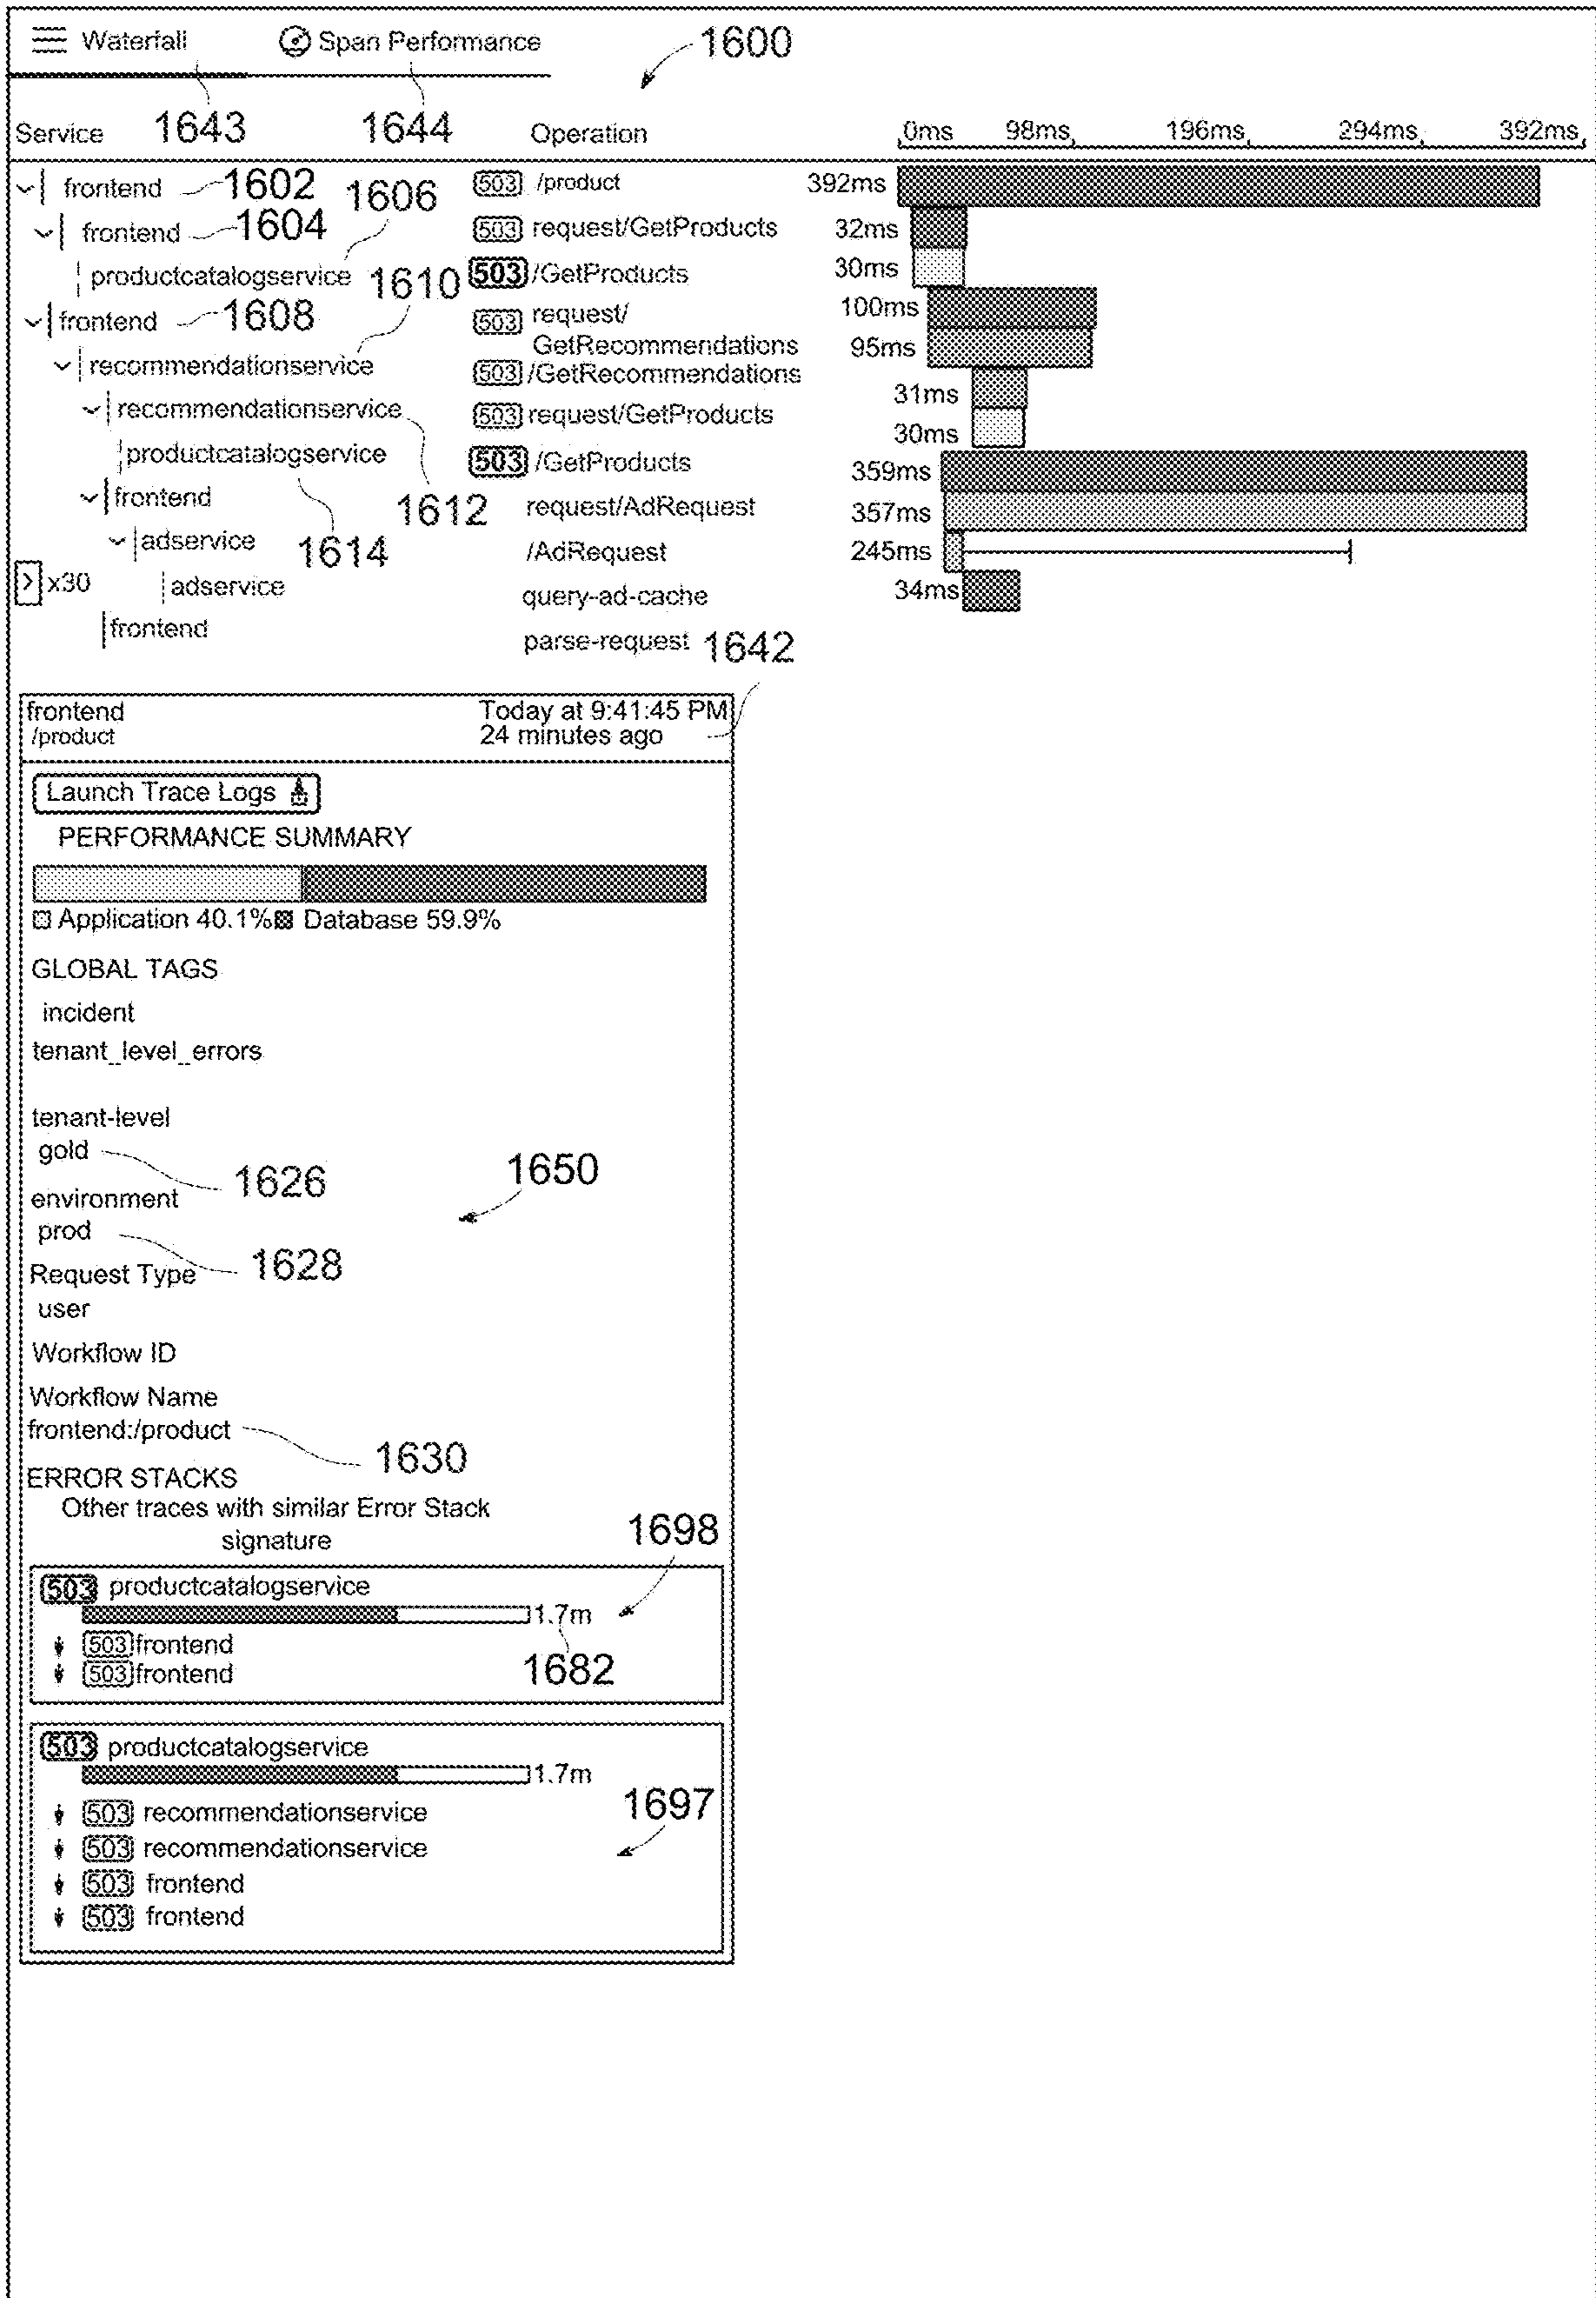 Waterfall Span Performance 1600
1643 1644
Service Operation 0ms 98ms 196ms 294ms 392ms
frontend 1602 503 /product 392ms
frontend 1604 1606 503 request/GetProducts 32ms
productcatalogservice 503 /GetProducts 30ms
frontend 1608 1610 503 request/ 100ms
GetRecommendations 95ms
recommendationservice 503 /GetRecommendations 31ms
recommendationservice 503 request/GetProducts 30ms
productcatalogservice 503 /GetProducts 359ms
frontend 1612 request/AdRequest 357ms
adservice 1614 /AdRequest 245ms
x30 adservice query-ad-cache 34ms
frontend parse-request 1642
frontend Today at 9:41:45 PM
/product 24 minutes ago
Launch Trace Logs
PERFORMANCE SUMMARY
Application 40.1% Database 59.9%
GLOBAL TAGS
incident
tenant_level_errors
tenant-level
gold
1626 1650
environment
prod
1628
Request Type
user
Workflow ID
Workflow Name
frontend:/product
1630
ERROR STACKS
Other traces with similar Error Stack
signature
1698
503 productcatalogservice
1.7m
503 frontend
1682
503 frontend
503 productcatalogservice
1.7m
1697
503 recommendationservice
503 recommendationservice
503 frontend
503 frontend